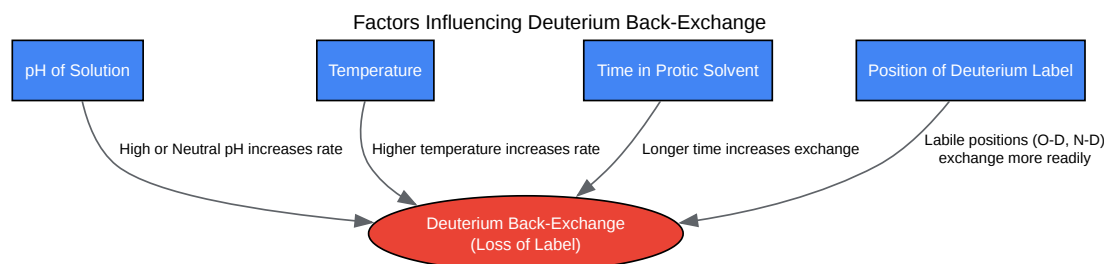 Factors Influencing Deuterium Back-Exchange
pH of Solution
Temperature
Time in Protic Solvent
Position of Deuterium Label
High or Neutral pH increases rate
Higher temperature increases rate
Longer time increases exchange
Labile positions (O-D, N-D)
exchange more readily
Deuterium Back-Exchange
(Loss of Label)